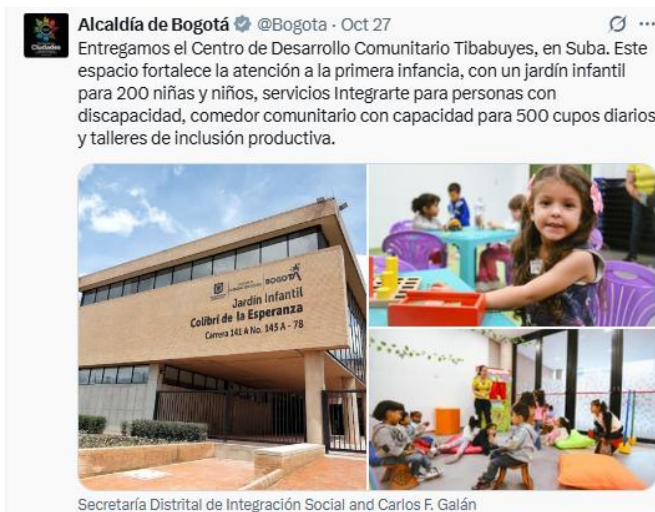 Alcaldía de Bogotá @Bogota · Oct 27
Entregamos el Centro de Desarrollo Comunitario Tibabuyes, en Suba. Este
espacio fortalece la atención a la primera infancia, con un jardín infantil
para 200 niñas y niños, servicios Integrarte para personas con
discapacidad, comedor comunitario con capacidad para 500 cupos diarios
y talleres de inclusión productiva.
BOGOTÁ
Jardín Infantil
Colibrí de la Esperanza
Carrera 141 A No. 145 A - 78
Secretaría Distrital de Integración Social and Carlos F. Galán